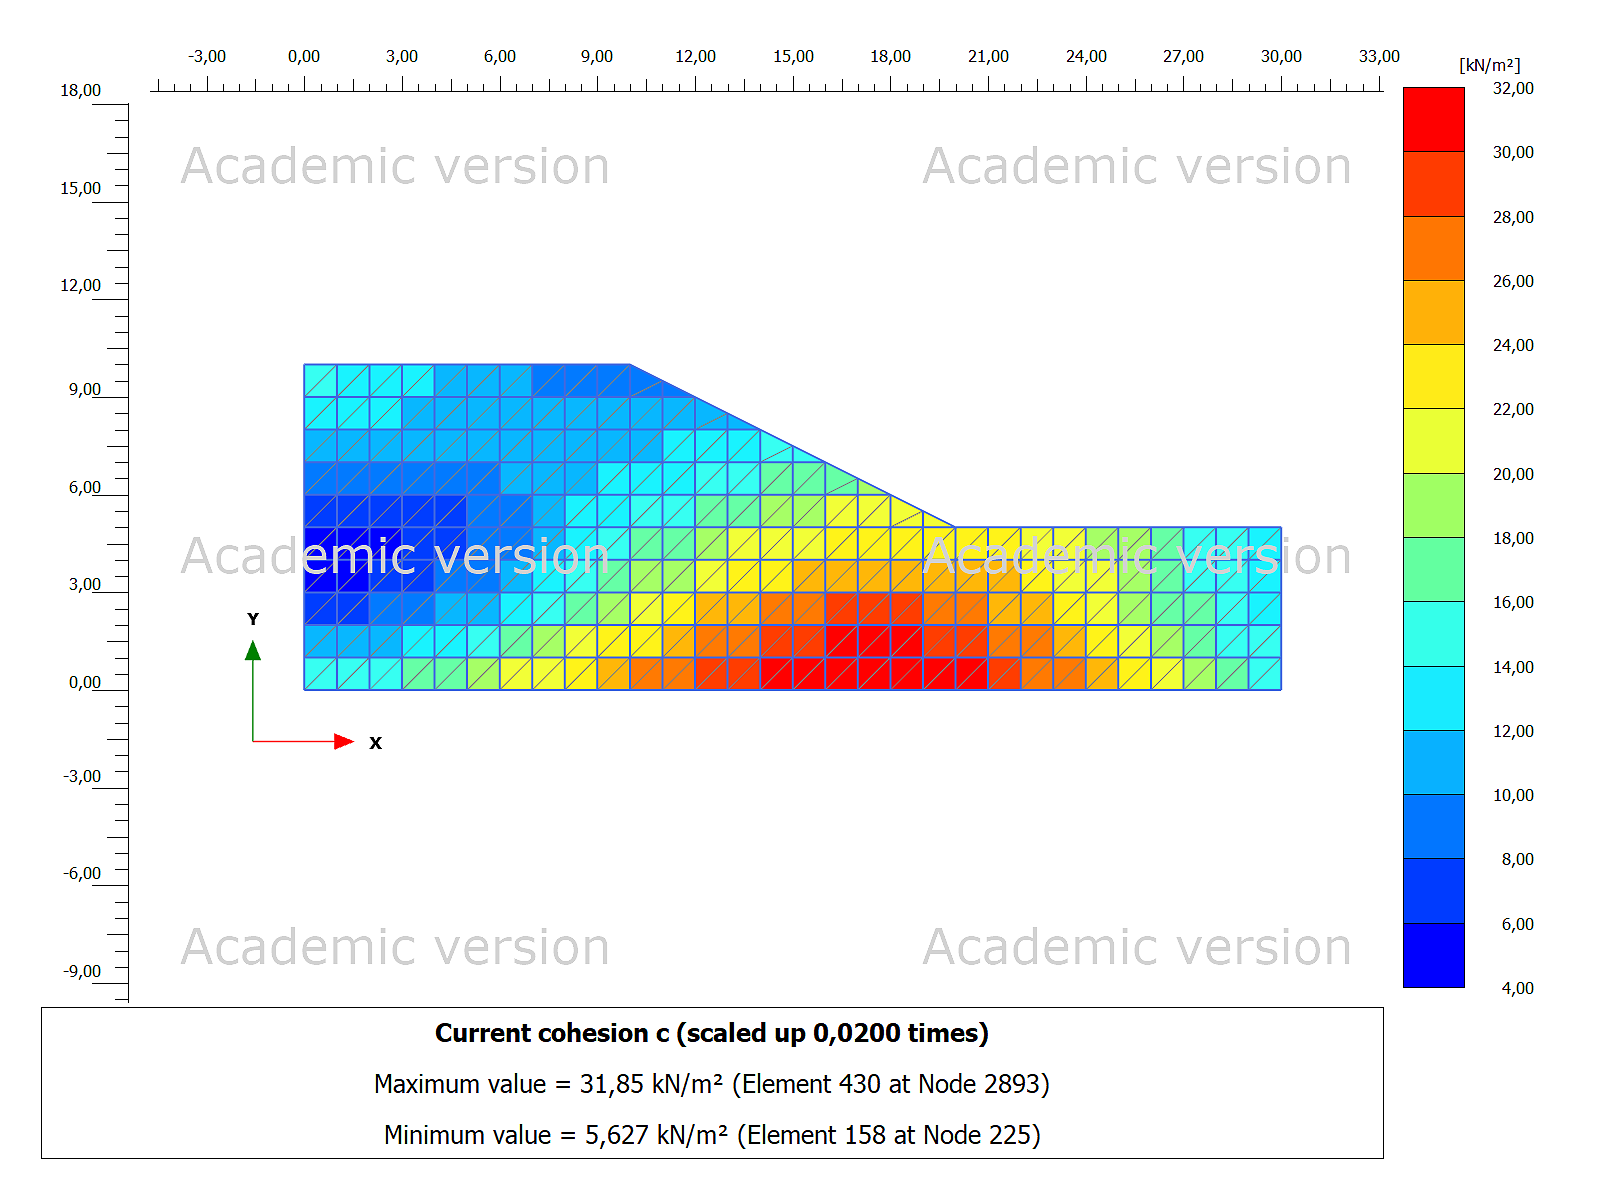 -3,00 0,00 3,00 6,00 9,00 12,00 15,00 18,00 21,00 24,00 27,00 30,00 33,00
[kN/m²]
18,00
15,00
12,00
9,00
6,00
3,00
0,00
-3,00
-6,00
-9,00
Academic version Academic version
Academic version Academic version
Academic version Academic version
Y
X
32,00
30,00
28,00
26,00
24,00
22,00
20,00
18,00
16,00
14,00
12,00
10,00
8,00
6,00
4,00
Current cohesion c (scaled up 0,0200 times)
Maximum value = 31,85 kN/m² (Element 430 at Node 2893)
Minimum value = 5,627 kN/m² (Element 158 at Node 225)